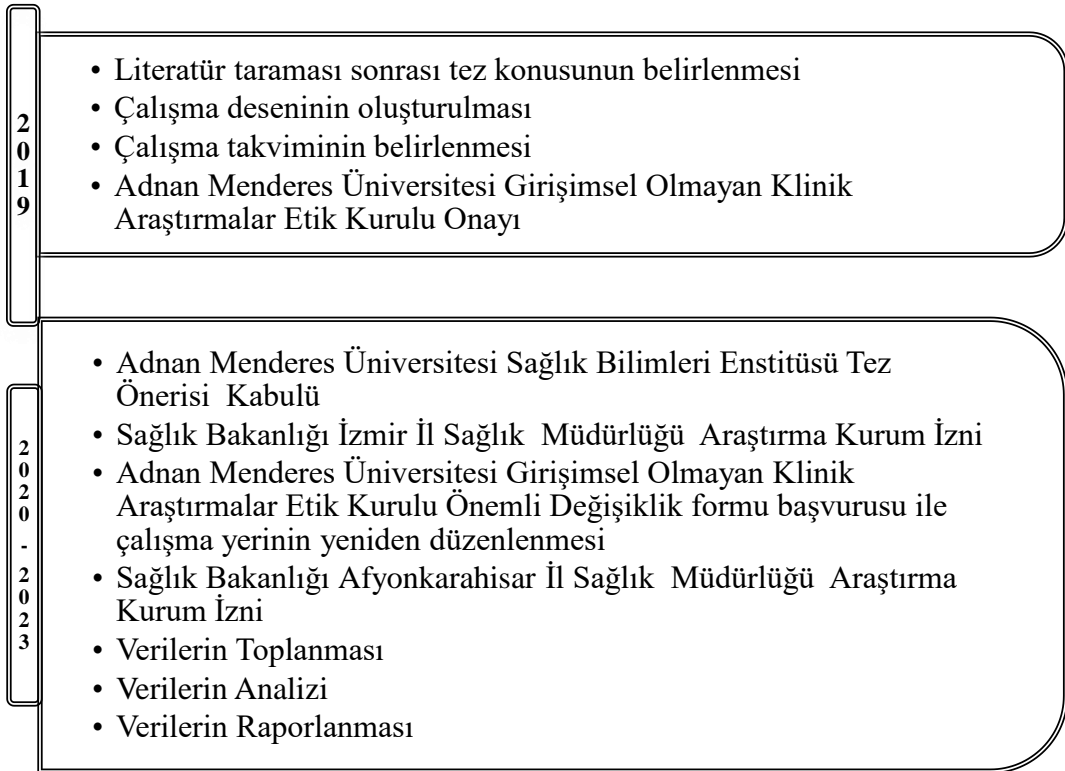 2019
• Literatür taraması sonrası tez konusunun belirlenmesi
• Çalışma deseninin oluşturulması
• Çalışma takviminin belirlenmesi
• Adnan Menderes Üniversitesi Girişimsel Olmayan Klinik
Araştırmalar Etik Kurulu Onayı
2020-2023
• Adnan Menderes Üniversitesi Sağlık Bilimleri Enstitüsü Tez
Önerisi Kabulü
• Sağlık Bakanlığı İzmir İl Sağlık Müdürlüğü Araştırma Kurum İzni
• Adnan Menderes Üniversitesi Girişimsel Olmayan Klinik
Araştırmalar Etik Kurulu Önemli Değişiklik formu başvurusu ile
çalışma yerinin yeniden düzenlenmesi
• Sağlık Bakanlığı Afyonkarahisar İl Sağlık Müdürlüğü Araştırma
Kurum İzni
• Verilerin Toplanması
• Verilerin Analizi
• Verilerin Raporlanması